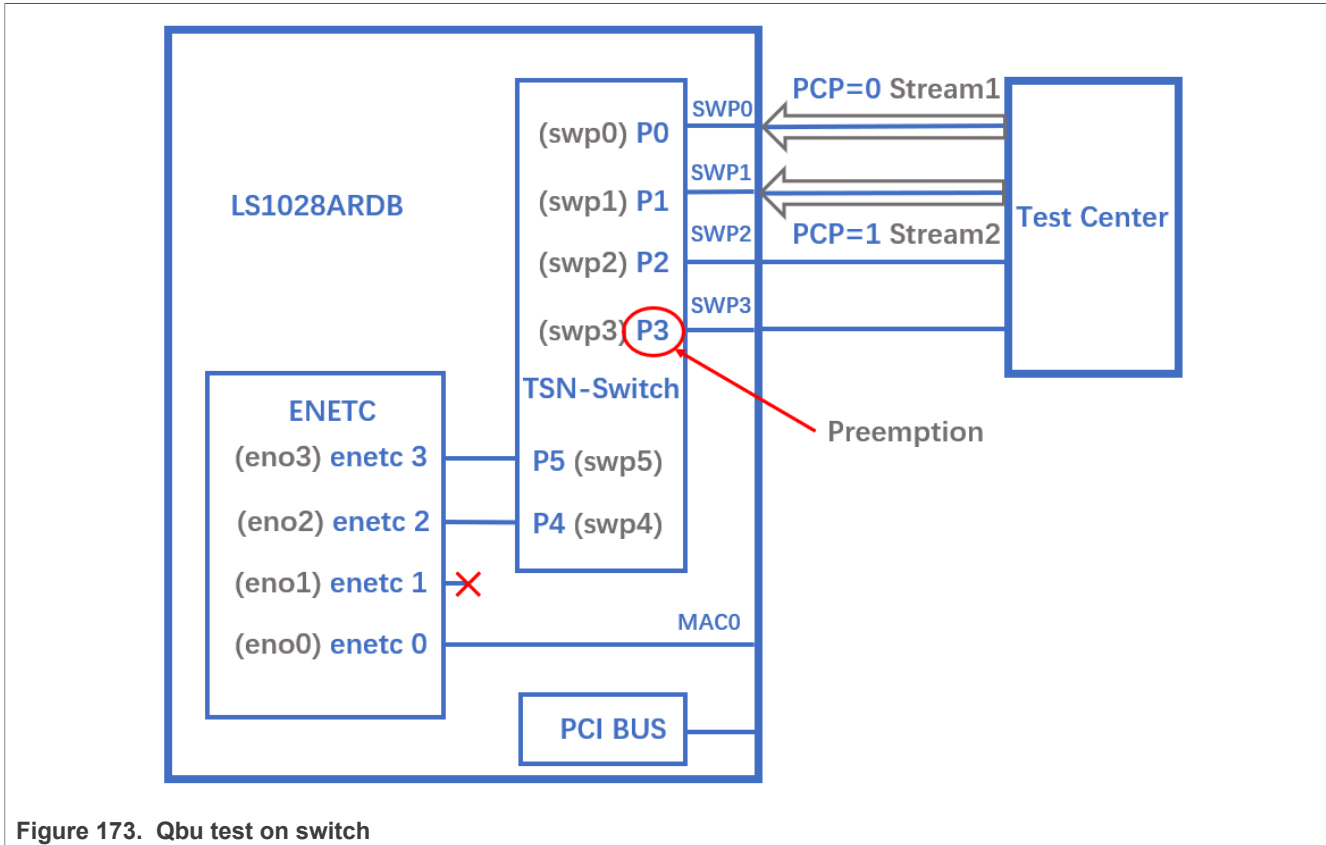 PCP=0 Stream1
SWP0
(swp0) P0
SWP1
(swp1) P1
LS1028ARDB
Test Center
PCP=1 Stream2
SWP2
(swp2) P2
SWP3
(swp3) P3
TSN-Switch
Preemption
ENETC
(eno3) enetc 3
P5 (swp5)
(eno2) enetc 2
P4 (swp4)
(eno1) enetc 1
MAC0
(eno0) enetc 0
PCI BUS
Figure 173. Qbu test on switch